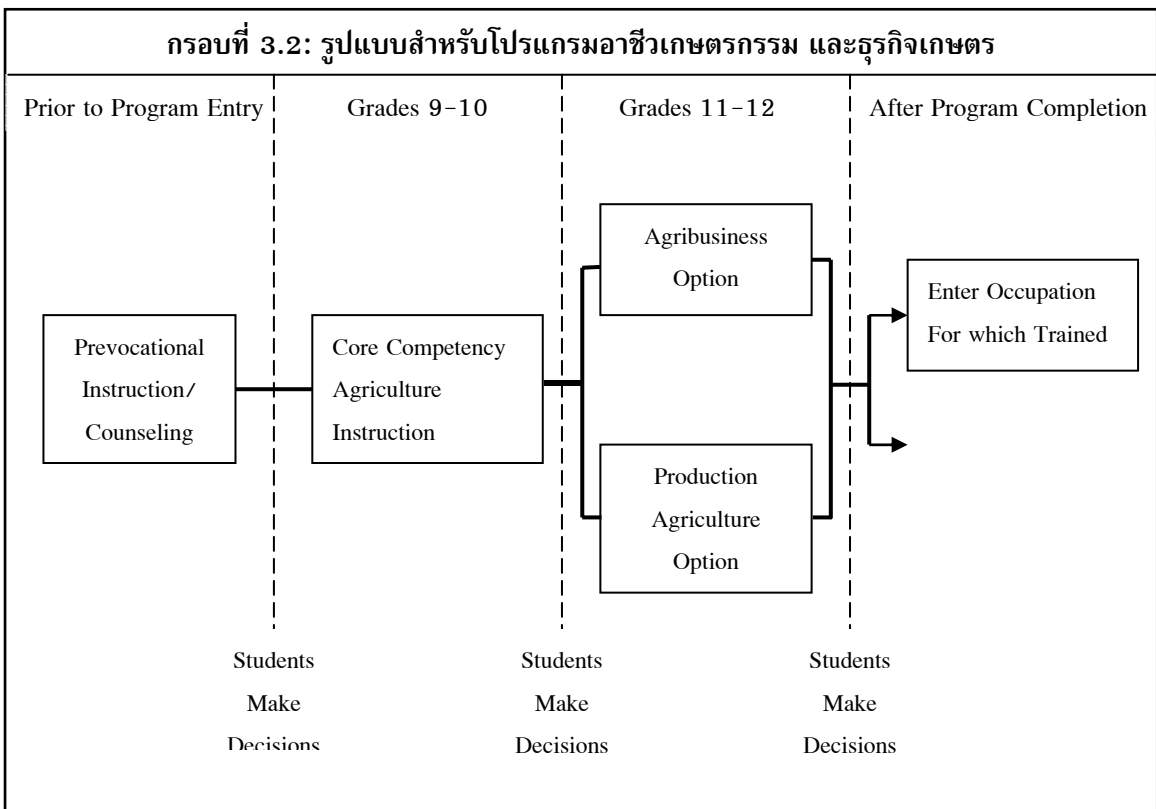 กรอบที่ 3.2: รูปแบบสำหรับโปรแกรมอาชีวเกษตรกรรม และธุรกิจเกษตร
Prior to Program Entry
Grades 9-10
Grades 11-12
After Program Completion
Prevocational
Instruction/
Counseling
Core Competency
Agriculture
Instruction
Agribusiness
Option
Production
Agriculture
Option
Enter Occupation
For which Trained
Students
Make
Decisions
Students
Make
Decisions
Students
Make
Decisions